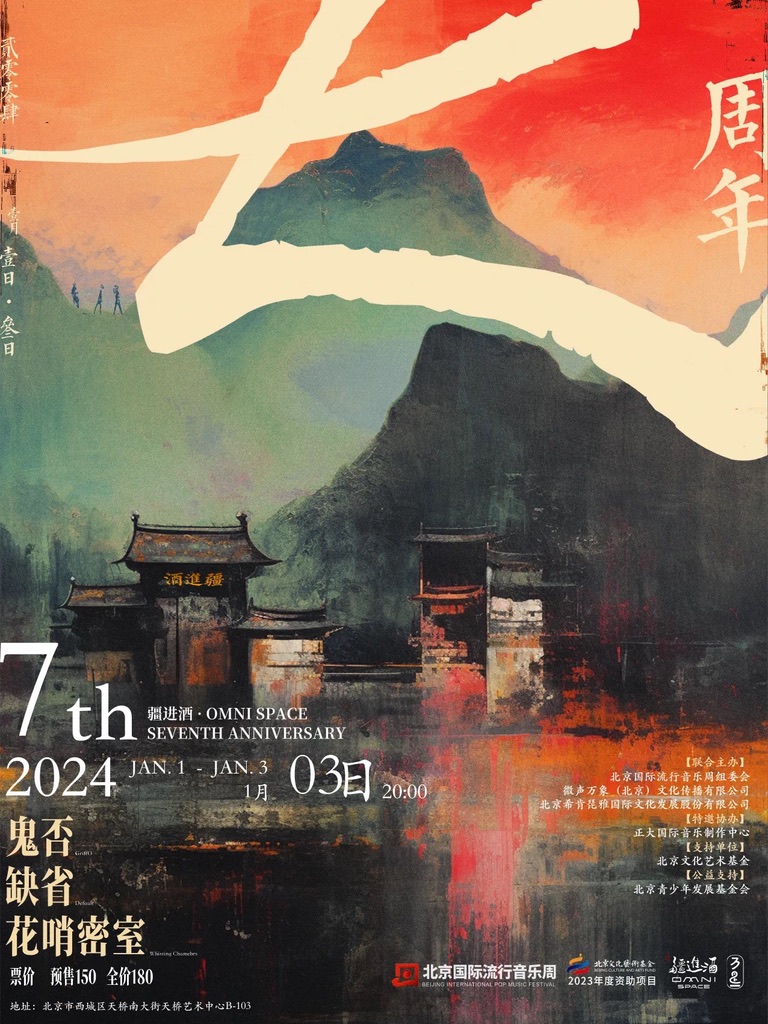 七
周年
贰零零肆
壹日·叁日
酒進疆
7th
疆进酒·OMNI SPACE
SEVENTH ANNIVERSARY
2024 JAN. 1 - JAN. 3
1月 03日 20:00
鬼否
缺省
Default
花哨密室
票价 预售150 全价180
地址：北京市西城区天桥南大街天桥艺术中心B-103
【联合主办】
北京国际流行音乐周组委会
微声万象（北京）文化传播有限公司
北京希肯琵雅国际文化发展股份有限公司
【特邀协办】
正大国际音乐制作中心
【支持单位】
北京文化艺术基金
【公益支持】
北京青少年发展基金会
北京国际流行音乐周
BEIJING INTERNATIONAL POP MUSIC FESTIVAL
北京文化藝術基金
BEIJING CULTURE AND ARTS FUND
2023年度资助项目
疆進酒
OMNI
SPACE